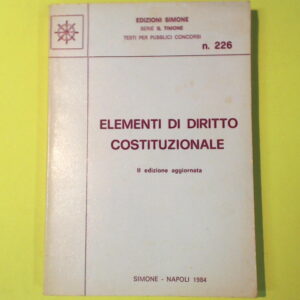 EDIZIONI SIMONE
SERIE IL TIMONE
TESTI PER PUBBLICI CONCORSI
n. 226
ELEMENTI DI DIRITTO
COSTITUZIONALE
II edizione aggiornata
SIMONE - NAPOLI 1984